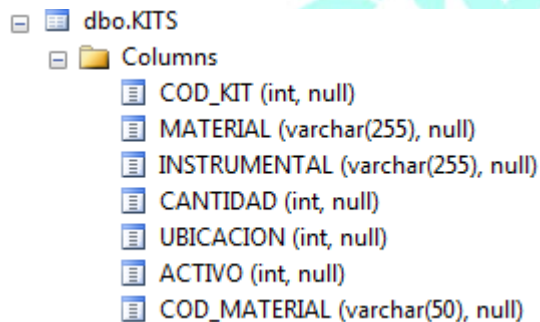 dbo.KITS
Columns
COD_KIT (int, null)
MATERIAL (varchar(255), null)
INSTRUMENTAL (varchar(255), null)
CANTIDAD (int, null)
UBICACION (int, null)
ACTIVO (int, null)
COD_MATERIAL (varchar(50), null)